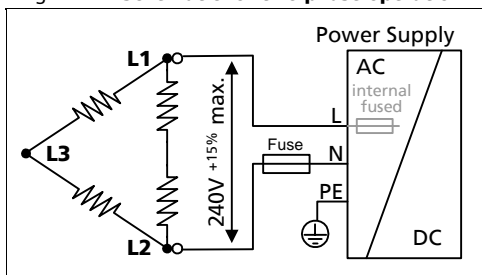 Power Supply
L1
AC
internal
fused
240V +15% max.
L
L3
Fuse
N
PE
L2
DC